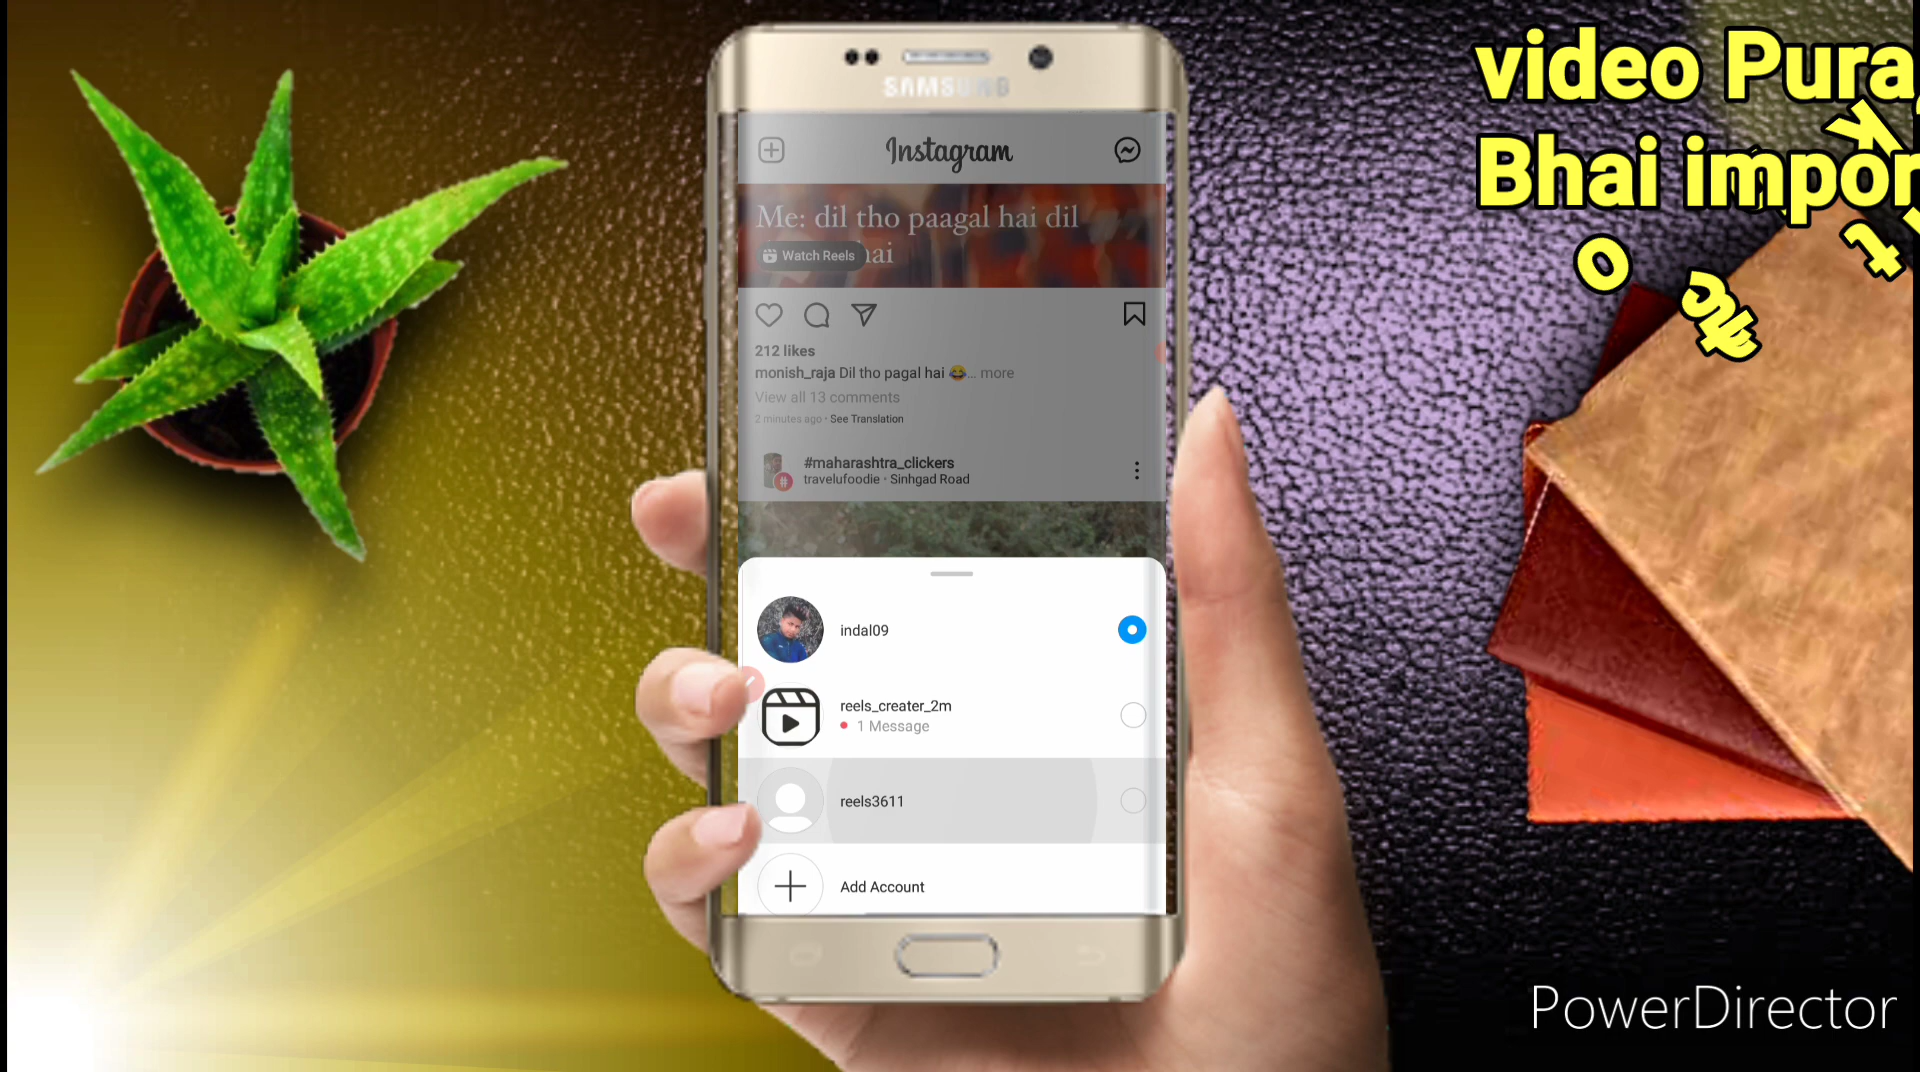 SAMSUNG
Instagram
Me: dil tho paagal hai dil
hai
Watch Reels
212 likes
monish_raja Dil tho pagal hai 😂... more
View all 13 comments
2 minutes ago · See Translation
#maharashtra_clickers
travelufoodie · Sinhgad Road
indal09
reels_creater_2m
1 Message
reels3611
Add Account
video Pura
Bhai impor
PowerDirector